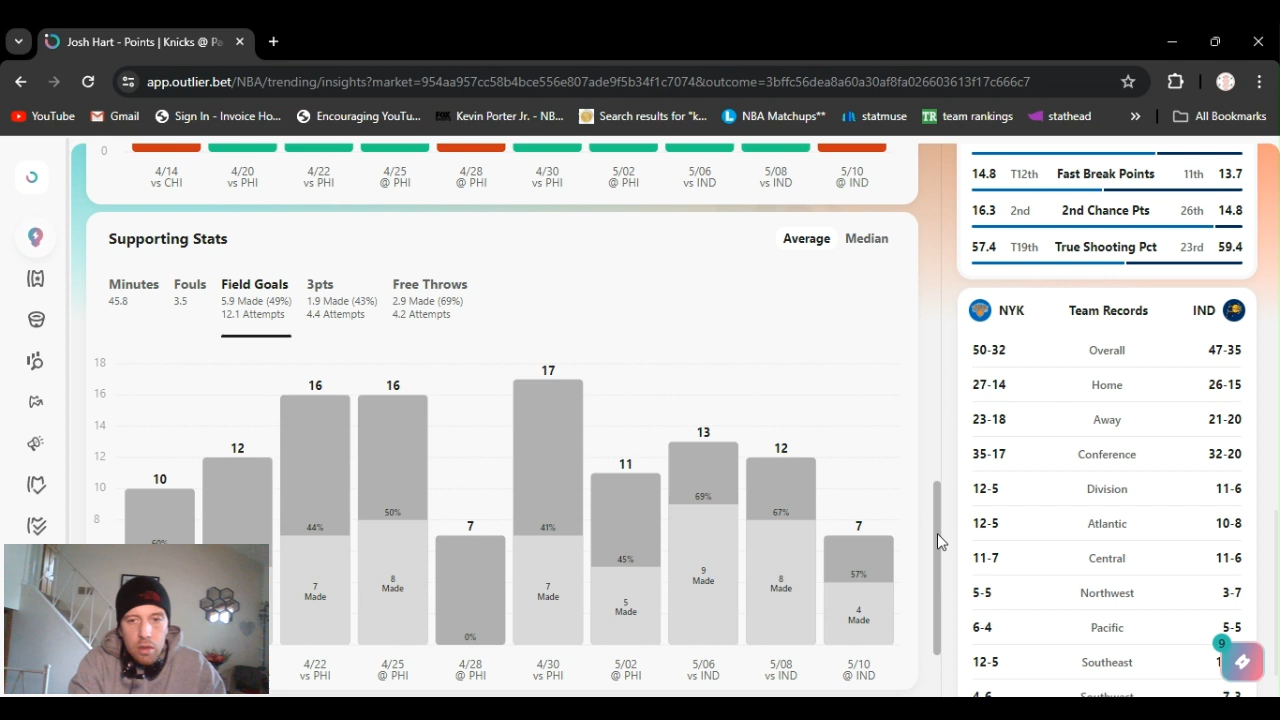 Josh Hart - Points | Knicks @ Pa
app.outlier.bet/NBA/trending/insights?market=954aa957cc58b4bce556e807ade9f5b34f1c7074&outcome=3bffc56dea8a60a30af8fa026603613f17c666c7
YouTube Gmail Sign In - Invoice Ho... Encouraging YouTu... FOX Kevin Porter Jr. - NB... Search results for "k... NBA Matchups** statmuse TR team rankings stathead » All Bookmarks
0
4/14 4/20 4/22 4/25 4/28 4/30 5/02 5/06 5/08 5/10
vs CHI vs PHI vs PHI @ PHI @ PHI vs PHI @ PHI vs IND vs IND @ IND
14.8 T12th Fast Break Points 11th 13.7
16.3 2nd 2nd Chance Pts 26th 14.8
57.4 T19th True Shooting Pct 23rd 59.4
Supporting Stats Average Median
Minutes Fouls Field Goals 3pts Free Throws
45.8 3.5 5.9 Made (49%) 1.9 Made (43%) 2.9 Made (69%)
12.1 Attempts 4.4 Attempts 4.2 Attempts
18
16
14
12
10
8
10 12 16 16 7 17 11 13 12 7
44% 50% 0% 41% 45% 69% 67% 57%
7 Made
8 Made
7 Made
5 Made
9 Made
8 Made
4 Made
4/22 4/25 4/28 4/30 5/02 5/06 5/08 5/10
vs PHI @ PHI @ PHI vs PHI @ PHI vs IND vs IND @ IND
NYK Team Records IND
50-32 Overall 47-35
27-14 Home 26-15
23-18 Away 21-20
35-17 Conference 32-20
12-5 Division 11-6
12-5 Atlantic 10-8
11-7 Central 11-6
5-5 Northwest 3-7
6-4 Pacific 5-5
9
12-5 Southeast
4-6 Southwest 7-3